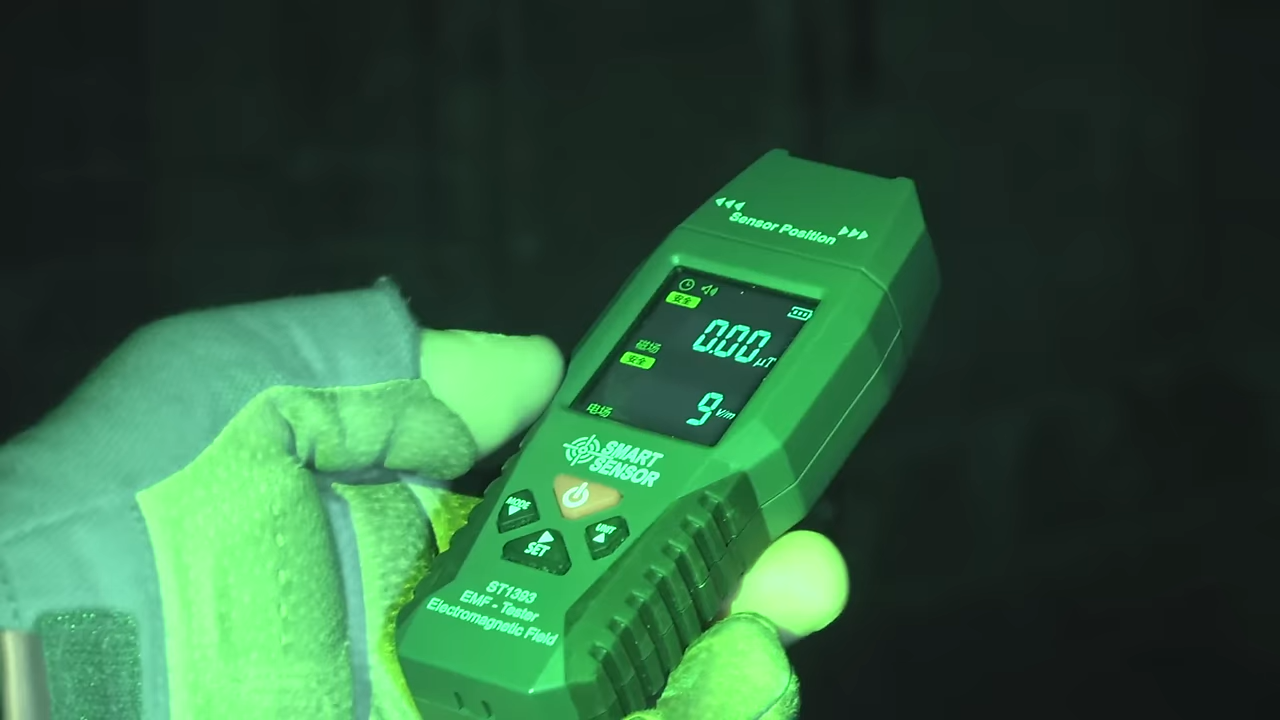 Sensor Position
安全
0.00 μT
磁场
安全
9 V/m
电场
SMART
SENSOR
MODE
UNIT
SET
ST1393
EMF - Tester
Electromagnetic Field